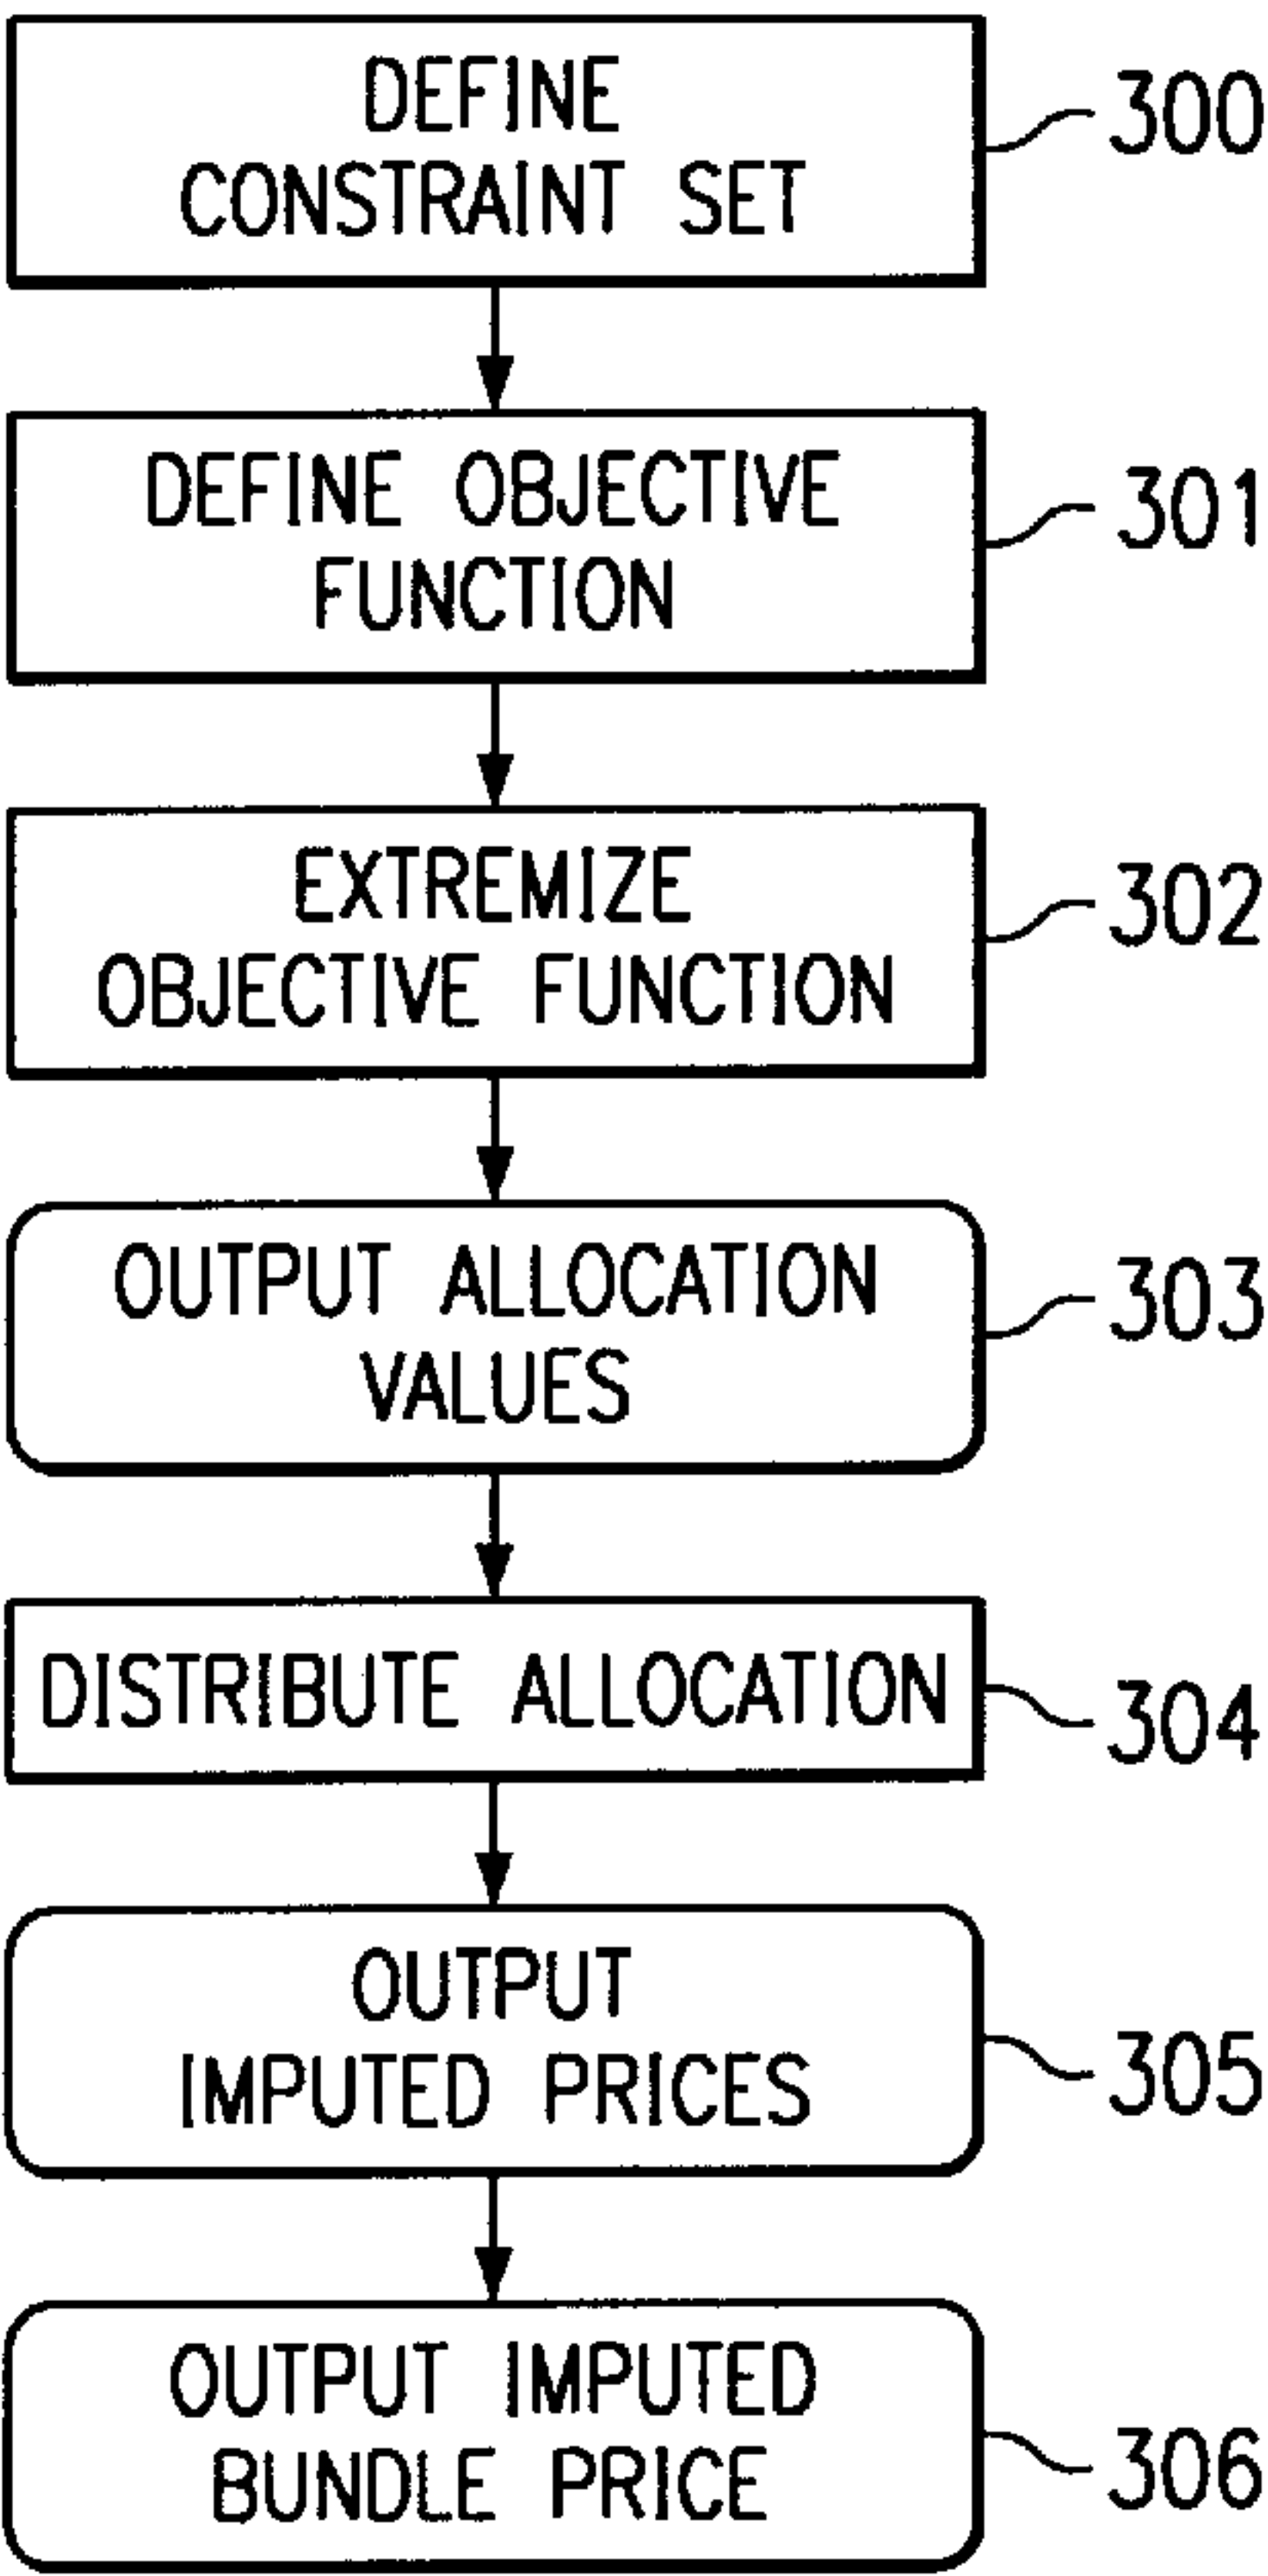 DEFINE
CONSTRAINT SET
300
DEFINE OBJECTIVE
FUNCTION
301
EXTREMIZE
OBJECTIVE FUNCTION
302
OUTPUT ALLOCATION
VALUES
303
DISTRIBUTE ALLOCATION
304
OUTPUT
IMPUTED PRICES
305
OUTPUT IMPUTED
BUNDLE PRICE
306